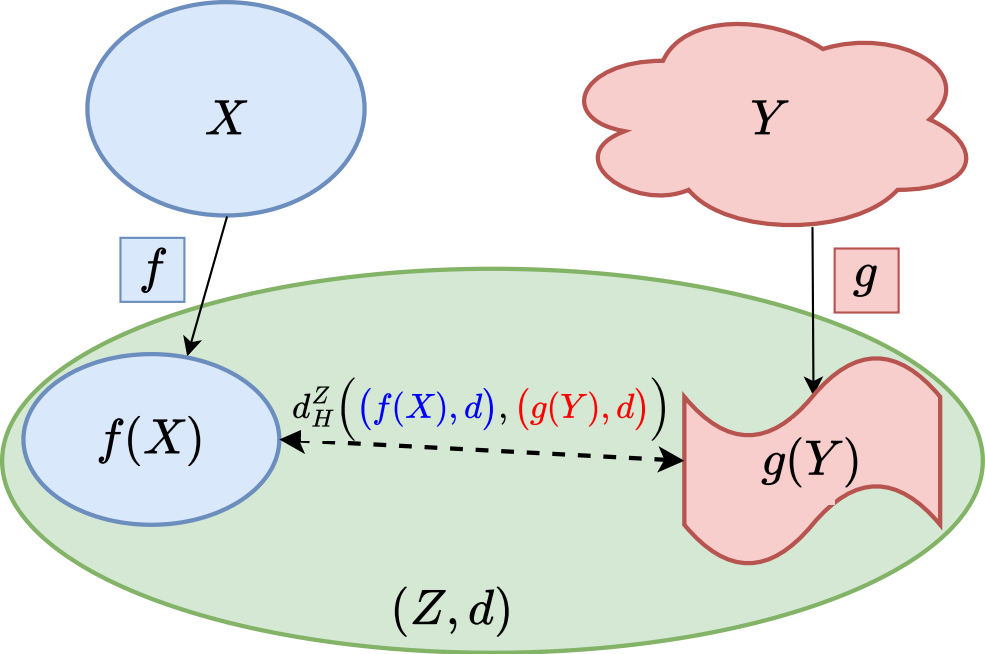 X
Y
f
g
d_H^Z((f(X), d), (g(Y), d))
f(X)
g(Y)
(Z, d)